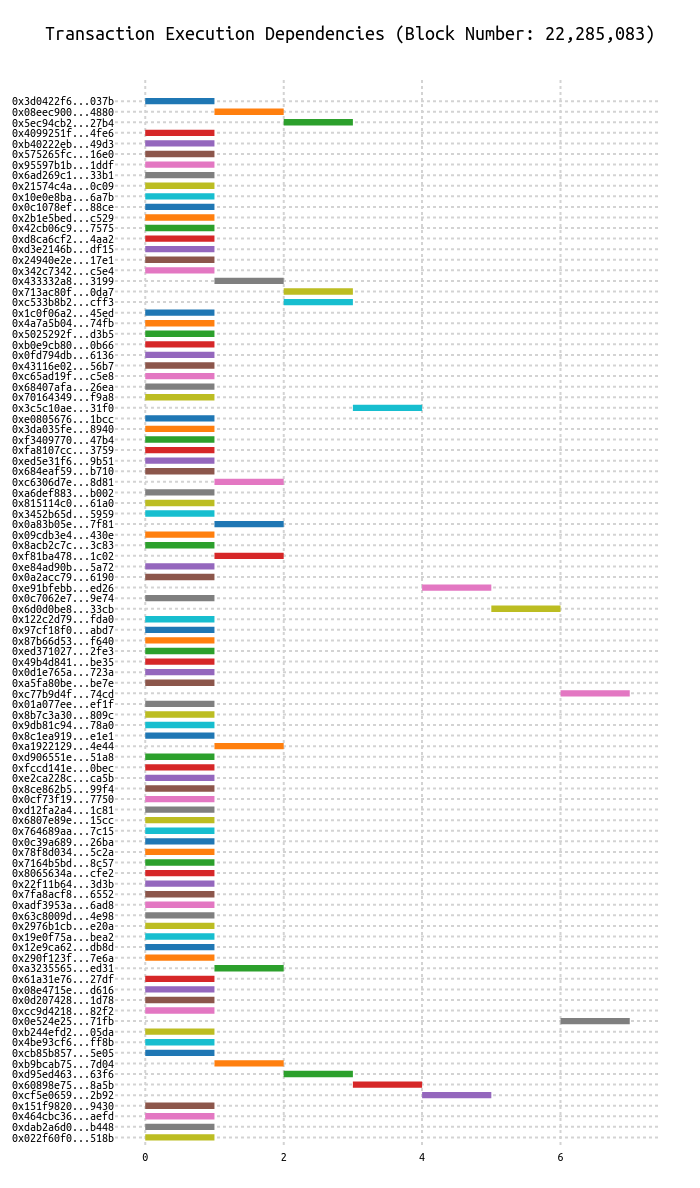 Transaction Execution Dependencies (Block Number: 22,285,083)
0x3d0422f6...037b
0x08eec900...4880
0x5ec94cb2...27b4
0x4099251f...4fe6
0xb40222eb...49d3
0x575265fc...16e0
0x95597b1b...1ddf
0x6ad269c1...33b1
0x21574c4a...0c09
0x10e0e8ba...6a7b
0x0c1078ef...88ce
0x2b1e5bed...c529
0x42cb06c9...7575
0xd8ca6cf2...4aa2
0xd3e2146b...df15
0x24940e2e...17e1
0x342c7342...c5e4
0x433332a8...3199
0x713ac80f...0da7
0xc533b8b2...cff3
0x1c0f06a2...45ed
0x4a7a5b04...74fb
0x5025292f...d3b5
0xb0e9cb80...0b66
0x0fd794db...6136
0x43116e02...56b7
0xc65ad19f...c5e8
0x68407afa...26ea
0x70164349...f9a8
0x3c5c10ae...31f0
0xe0805676...1bcc
0x3da035fe...8940
0xf3409770...47b4
0xfa8107cc...3759
0xed5e31f6...9b51
0x684eaf59...b710
0xc6306d7e...8d81
0xa6def883...b002
0x815114c0...61a0
0x3452b65d...5959
0x0a83b05e...7f81
0x09cdb3e4...430e
0x8acb2c7c...3c83
0xf81ba478...1c02
0xe84ad90b...5a72
0x0a2acc79...6190
0xe91bfebb...ed26
0x0c7062e7...9e74
0x6d0d0be8...33cb
0x122c2d79...fda0
0x97cf18f0...abd7
0x87b66d53...f640
0xed371027...2fe3
0x49b4d841...be35
0x0d1e765a...723a
0xa5fa80be...be7e
0xc77b9d4f...74cd
0x01a077ee...ef1f
0x8b7c3a30...809c
0x9db81c94...78a0
0x8c1ea919...e1e1
0xa1922129...4e44
0xd906551e...51a8
0xfccd141e...0bec
0xe2ca228c...ca5b
0x8ce862b5...99f4
0x0cf73f19...7750
0xd12fa2a4...1c81
0x6807e89e...15cc
0x764689aa...7c15
0x0c39a689...26ba
0x78f8d034...5c2a
0x7164b5bd...8c57
0x8065634a...cfe2
0x22f11b64...3d3b
0x7fa8acf8...6552
0xadf3953a...6ad8
0x63c8009d...4e98
0x2976b1cb...e20a
0x19e0f75a...bea2
0x12e9ca62...db8d
0x290f123f...7e6a
0xa3235565...ed31
0x61a31e76...27df
0x08e4715e...d616
0x0d207428...1d78
0xcc9d4218...82f2
0x0e524e25...71fb
0xb244efd2...05da
0x4be93cf6...ff8b
0xcb85b857...5e05
0xb9bcab75...7d04
0xd95ed463...63f6
0x60898e75...8a5b
0xcf5e0659...2b92
0x151f9820...9430
0x464cbc36...aefd
0xdab2a6d0...b448
0x022f60f0...518b
0 2 4 6